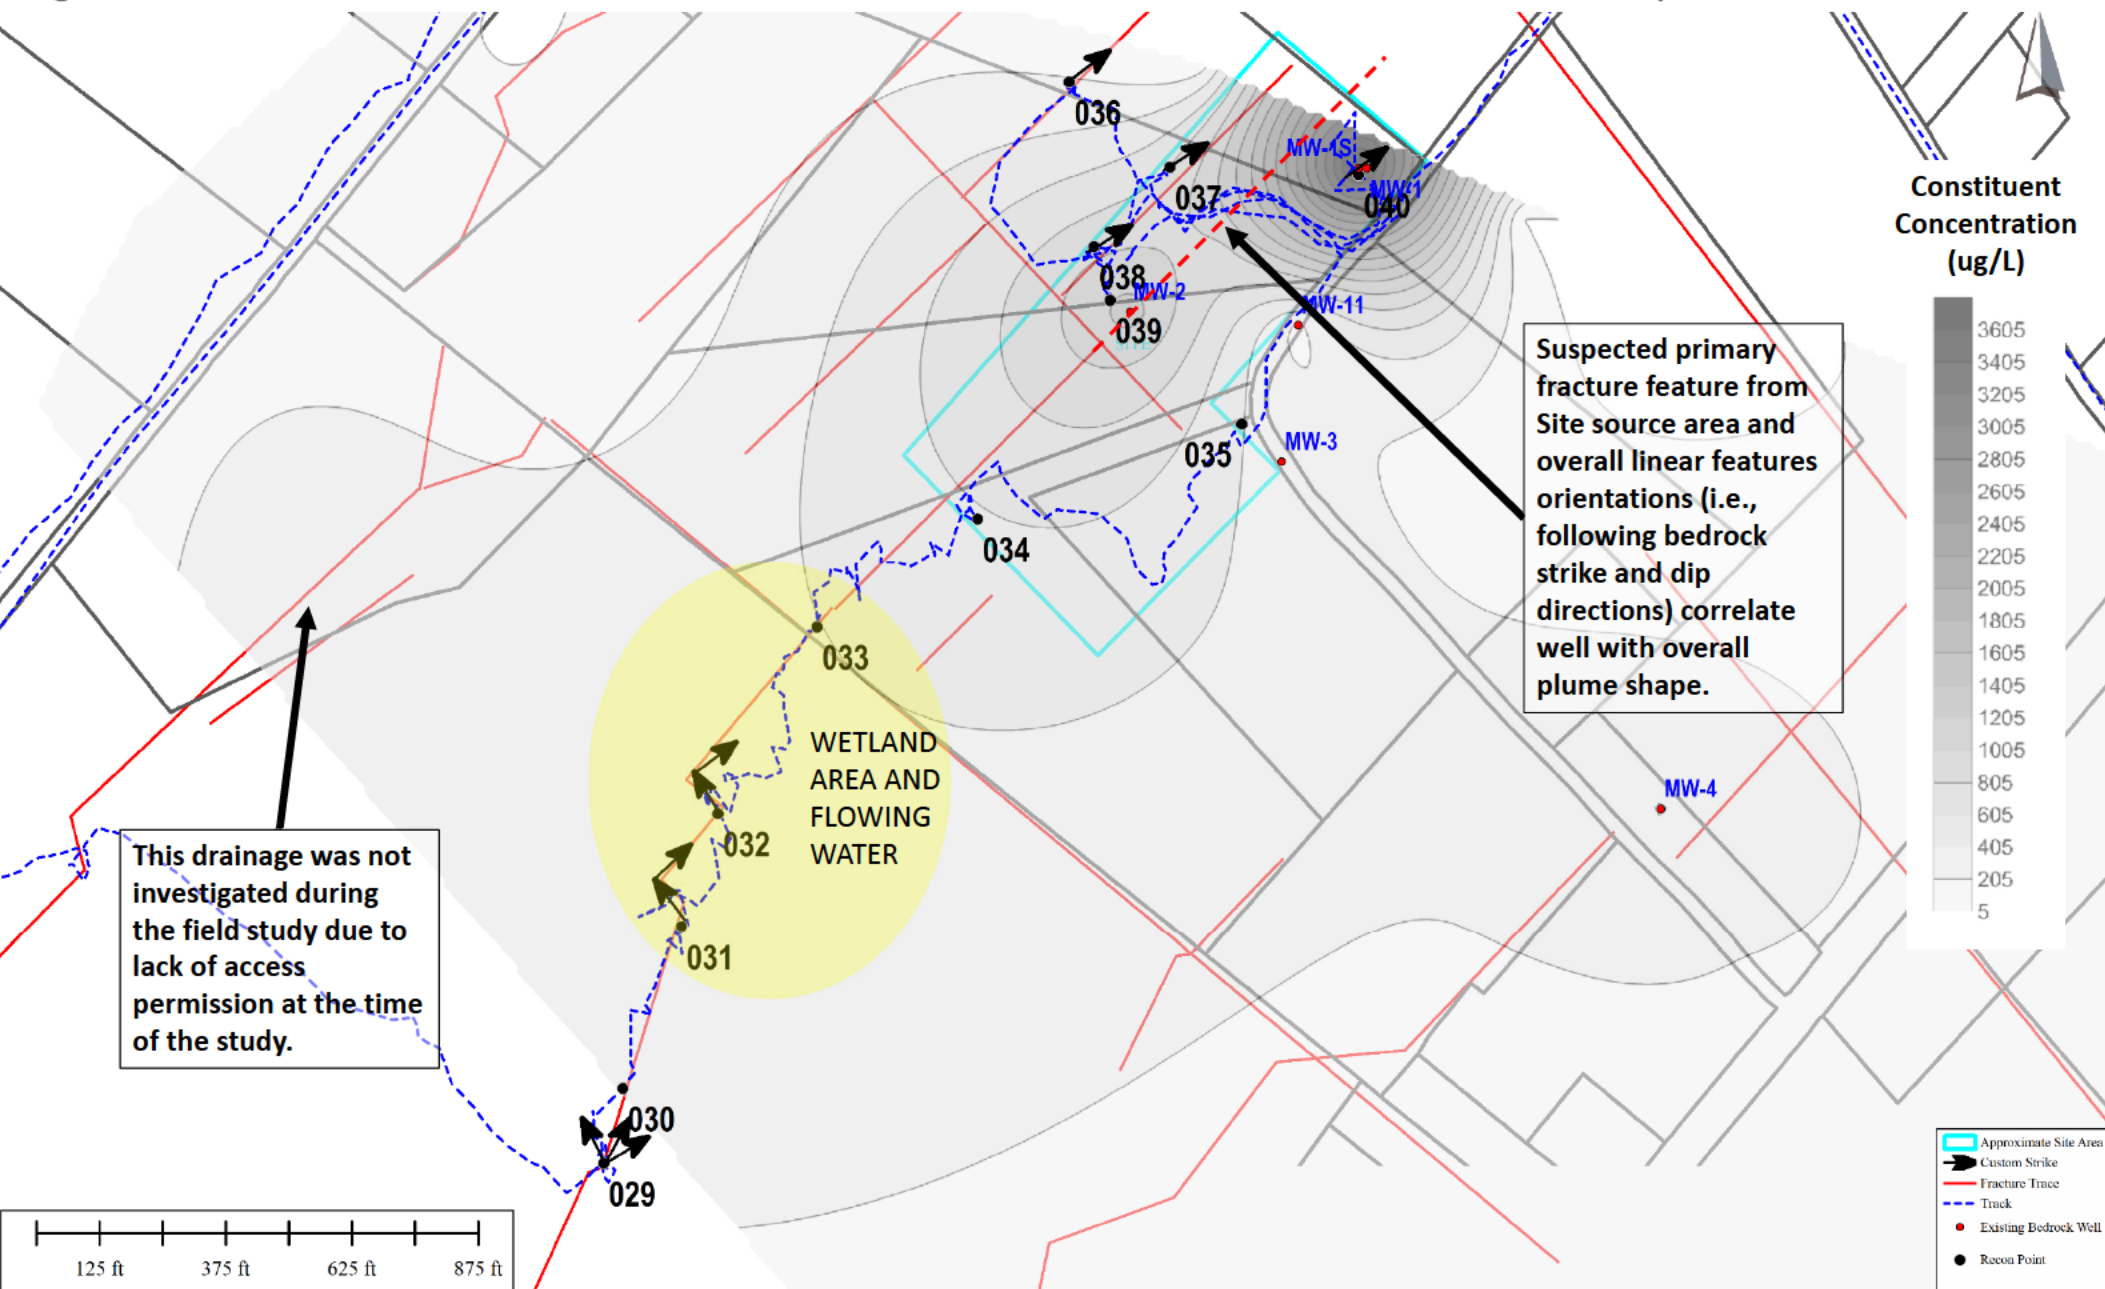 036
MW-1S
MW-1
040
037
038
MW-2
039
MW-11
035
MW-3
034
033
032
031
030
029
MW-4
WETLAND
AREA AND
FLOWING
WATER
This drainage was not
investigated during
the field study due to
lack of access
permission at the time
of the study.
Suspected primary
fracture feature from
Site source area and
overall linear features
orientations (i.e.,
following bedrock
strike and dip
directions) correlate
well with overall
plume shape.
Constituent
Concentration
(ug/L)
3605
3405
3205
3005
2805
2605
2405
2205
2005
1805
1605
1405
1205
1005
805
605
405
205
5
Approximate Site Area
Custom Strike
Fracture Trace
Track
Existing Bedrock Well
Recon Point
125 ft 375 ft 625 ft 875 ft